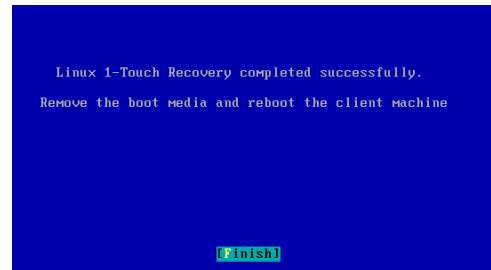 Linux 1-Touch Recovery completed successfully.
Remove the boot media and reboot the client machine
[Finish]